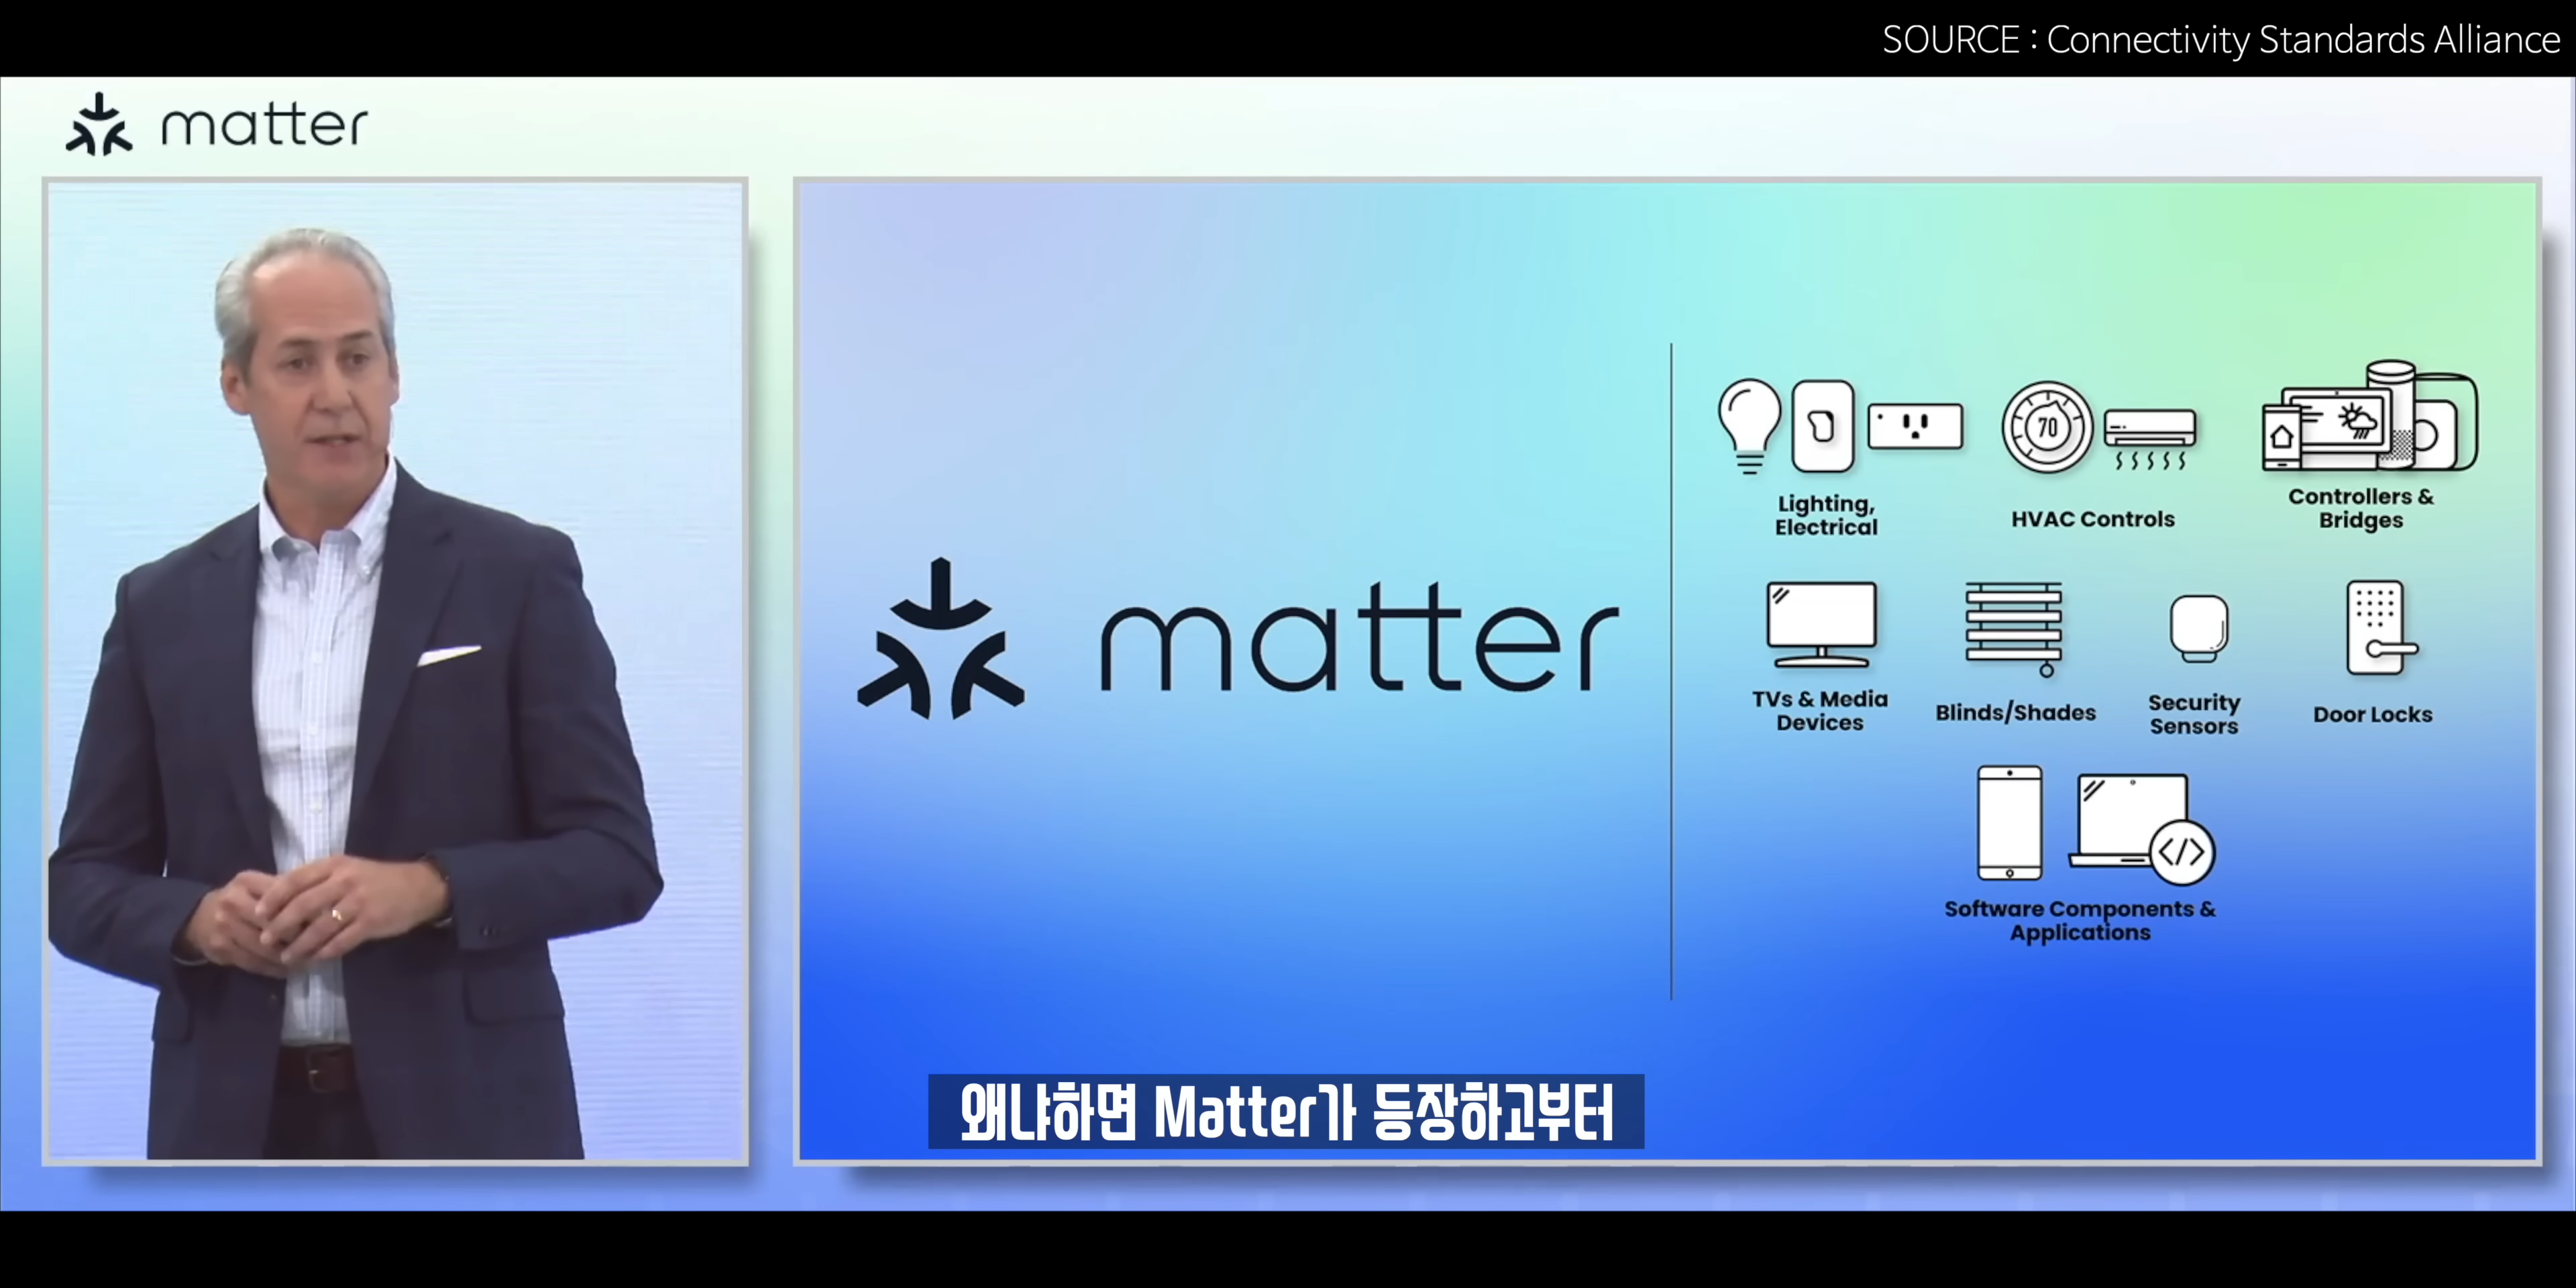 SOURCE : Connectivity Standards Alliance
matter
matter
70
Lighting,
Electrical
HVAC Controls
Controllers &
Bridges
TVs & Media
Devices
Blinds/Shades
Security
Sensors
Door Locks
</>
Software Components &
Applications
왜냐하면 Matter가 등장하고부터